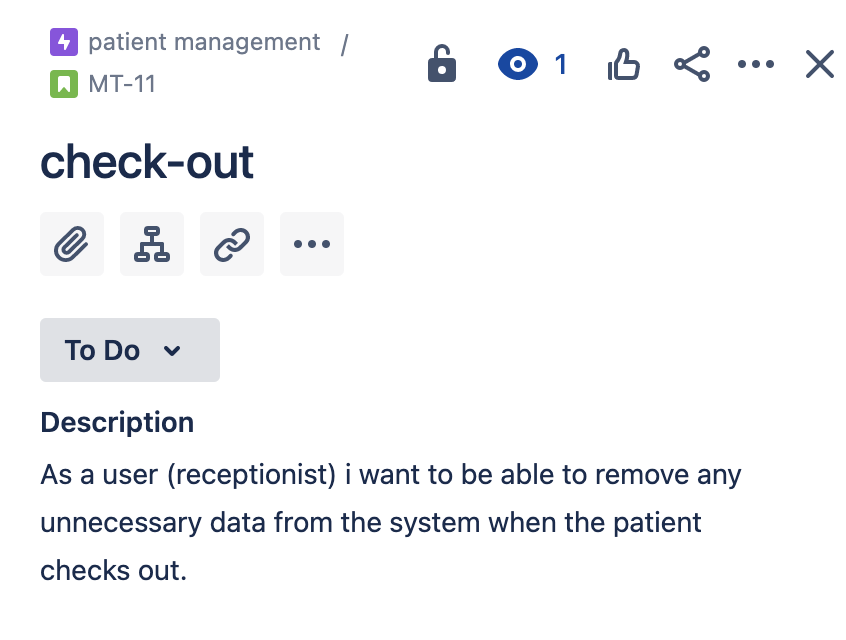 patient management /
MT-11
1
check-out
To Do
Description
As a user (receptionist) i want to be able to remove any
unnecessary data from the system when the patient
checks out.